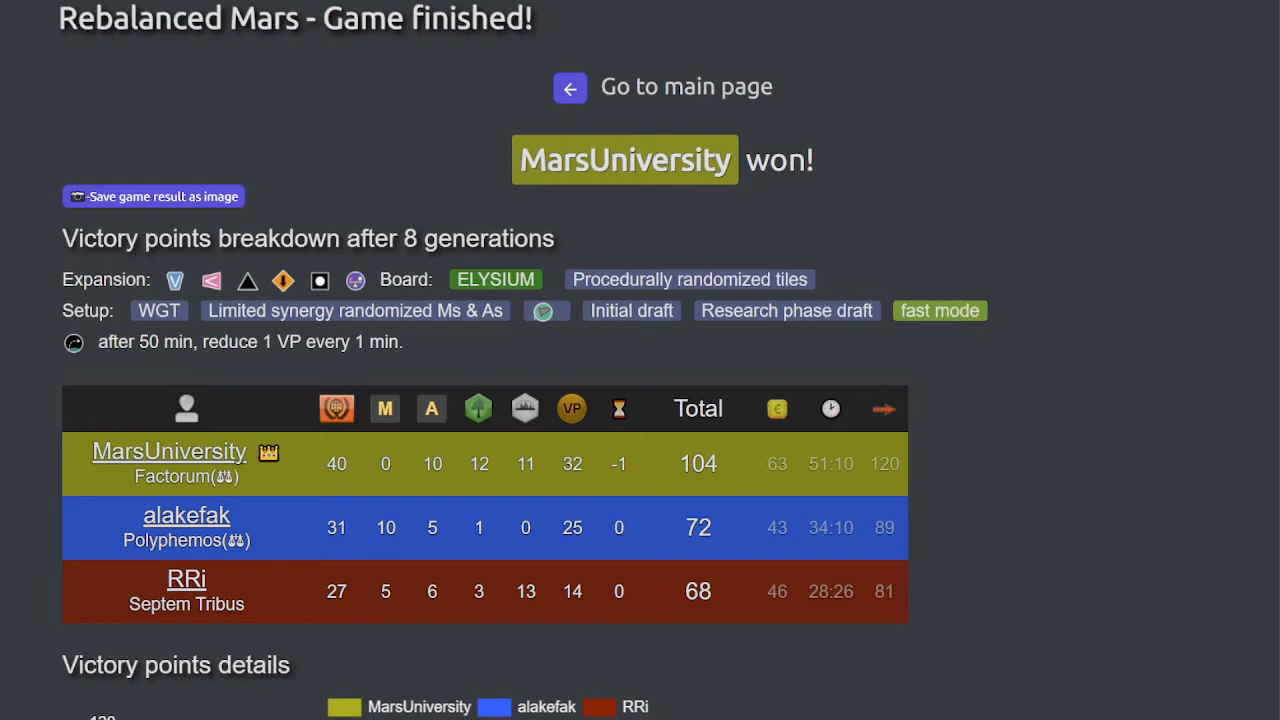 Rebalanced Mars - Game finished!
Go to main page
MarsUniversity won!
-Save game result as image
Victory points breakdown after 8 generations
Expansion: V Board: ELYSIUM Procedurally randomized tiles
Setup: WGT Limited synergy randomized Ms & As Initial draft Research phase draft fast mode
after 50 min, reduce 1 VP every 1 min.
M A VP Total €
MarsUniversity
40 0 10 12 11 32 -1 104 63 51:10 120
Factorum( )
alakefak
31 10 5 1 0 25 0 72 43 34:10 89
Polyphemos( )
RRi
27 5 6 3 13 14 0 68 46 28:26 81
Septem Tribus
Victory points details
MarsUniversity alakefak RRi